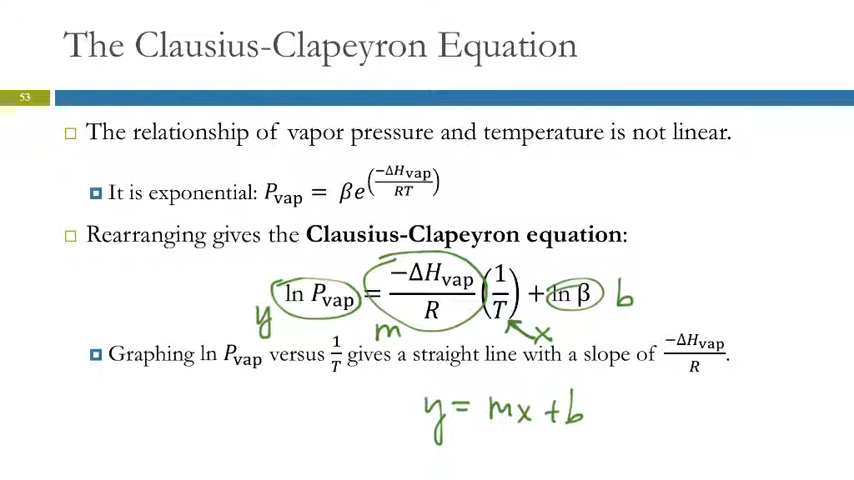 The Clausius-Clapeyron Equation
53
□ The relationship of vapor pressure and temperature is not linear.
It is exponential: P_vap = βe^(−ΔH_vap/RT)
□ Rearranging gives the Clausius-Clapeyron equation:
ln P_vap = −ΔH_vap/R (1/T) + ln β b
y m x
Graphing ln P_vap versus 1/T gives a straight line with a slope of −ΔH_vap/R.
y = mx + b